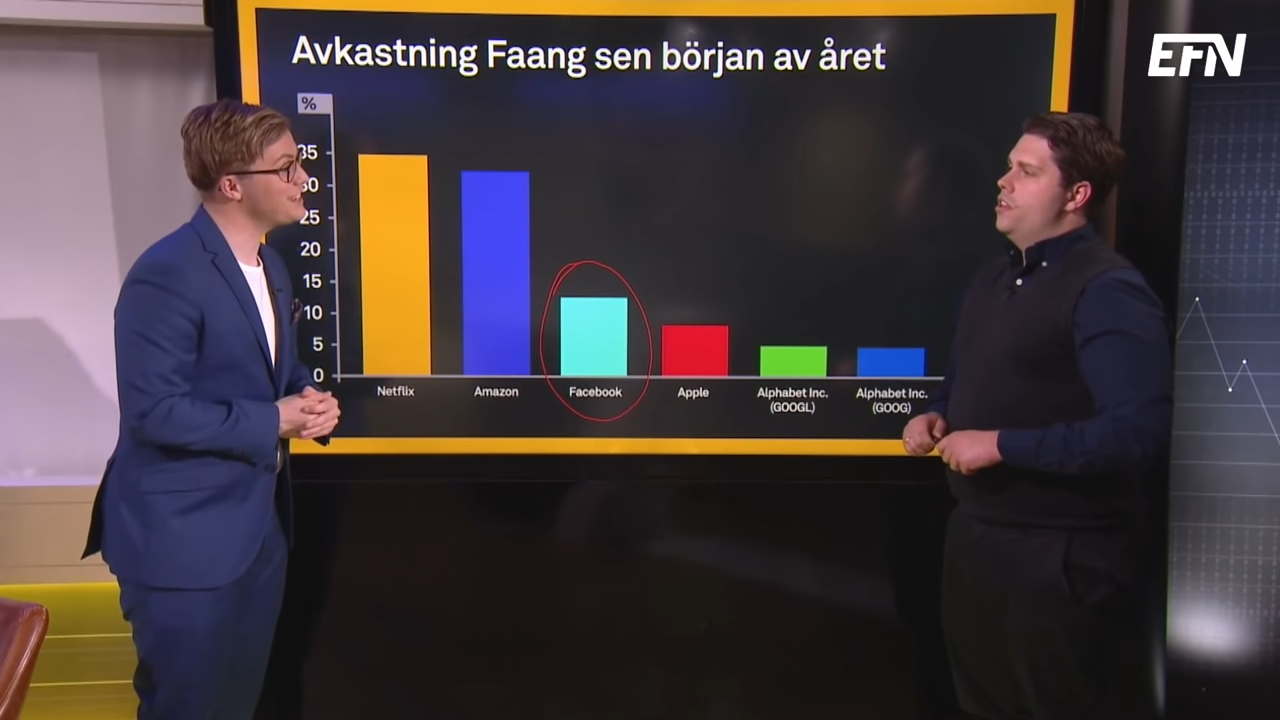 EFN
Avkastning Faang sen början av året
%
35
30
25
20
15
10
5
0
Netflix
Amazon
Facebook
Apple
Alphabet Inc.
(GOOGL)
Alphabet Inc.
(GOOG)